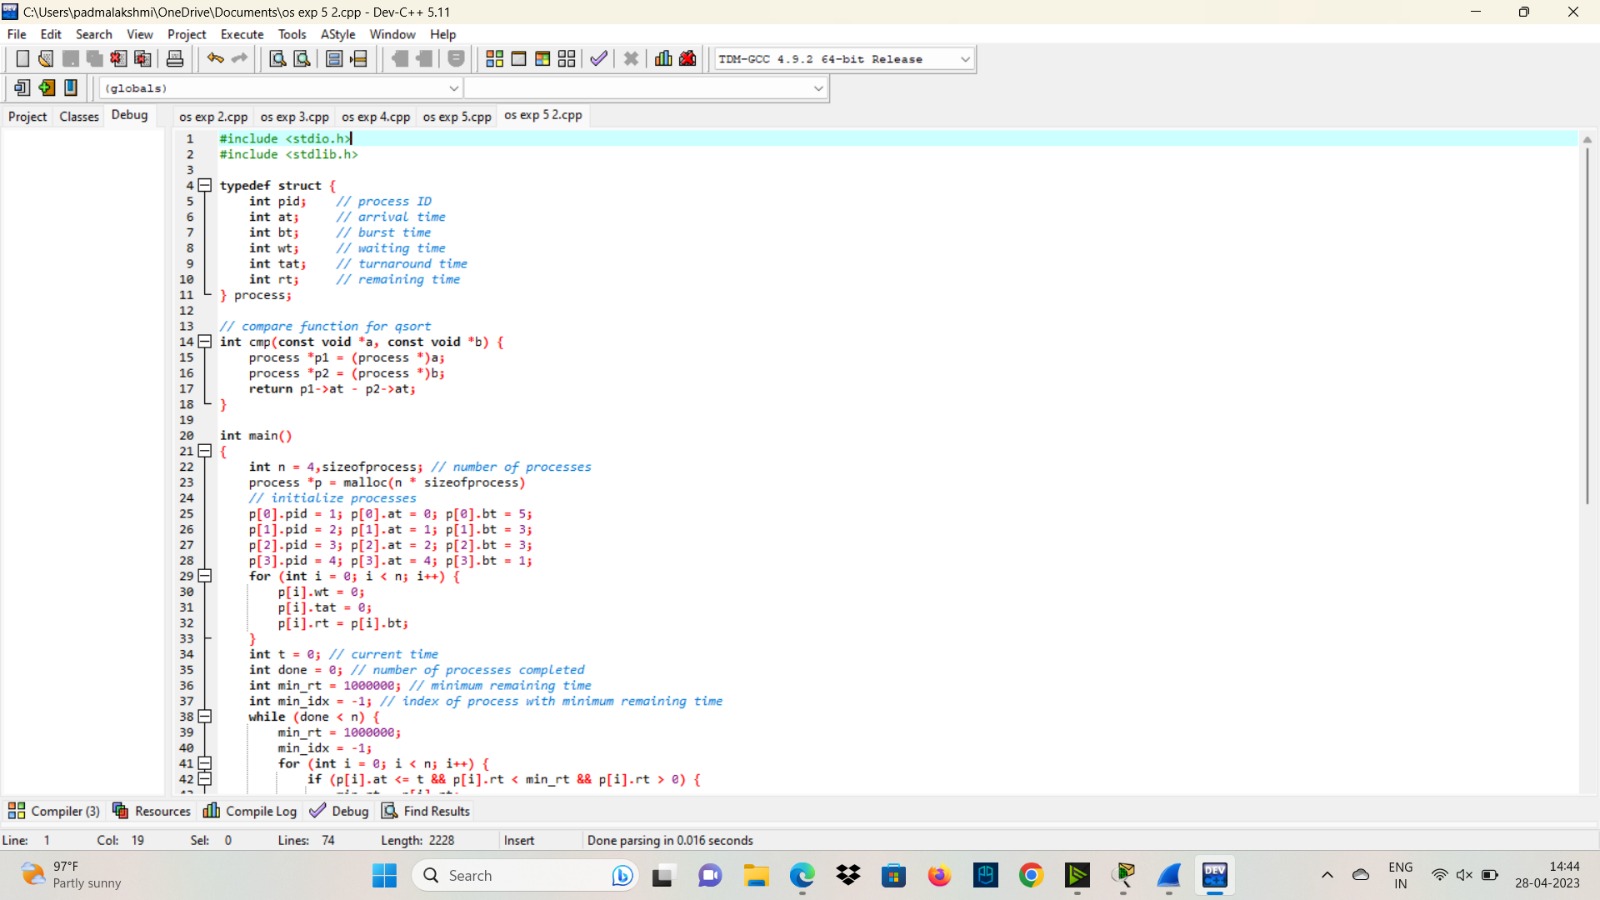 C:\Users\padmalakshmi\OneDrive\Documents\os exp 5 2.cpp - Dev-C++ 5.11
File Edit Search View Project Execute Tools AStyle Window Help
TDM-GCC 4.9.2 64-bit Release
(globals)
Project Classes Debug os exp 2.cpp os exp 3.cpp os exp 4.cpp os exp 5.cpp os exp 5 2.cpp
1 #include <stdio.h>
2 #include <stdlib.h>
3
4 typedef struct {
5 int pid; // process ID
6 int at; // arrival time
7 int bt; // burst time
8 int wt; // waiting time
9 int tat; // turnaround time
10 int rt; // remaining time
11 } process;
12
13 // compare function for qsort
14 int cmp(const void *a, const void *b) {
15 process *p1 = (process *)a;
16 process *p2 = (process *)b;
17 return p1->at - p2->at;
18 }
19
20 int main()
21 {
22 int n = 4,sizeofprocess; // number of processes
23 process *p = malloc(n * sizeofprocess)
24 // initialize processes
25 p[0].pid = 1; p[0].at = 0; p[0].bt = 5;
26 p[1].pid = 2; p[1].at = 1; p[1].bt = 3;
27 p[2].pid = 3; p[2].at = 2; p[2].bt = 3;
28 p[3].pid = 4; p[3].at = 4; p[3].bt = 1;
29 for (int i = 0; i < n; i++) {
30 p[i].wt = 0;
31 p[i].tat = 0;
32 p[i].rt = p[i].bt;
33 }
34 int t = 0; // current time
35 int done = 0; // number of processes completed
36 int min_rt = 1000000; // minimum remaining time
37 int min_idx = -1; // index of process with minimum remaining time
38 while (done < n) {
39 min_rt = 1000000;
40 min_idx = -1;
41 for (int i = 0; i < n; i++) {
42 if (p[i].at <= t && p[i].rt < min_rt && p[i].rt > 0) {
Compiler (3) Resources Compile Log Debug Find Results
Line: 1 Col: 19 Sel: 0 Lines: 74 Length: 2228 Insert Done parsing in 0.016 seconds
97°F
Partly sunny
Search
DEV
ENG
IN
14:44
28-04-2023